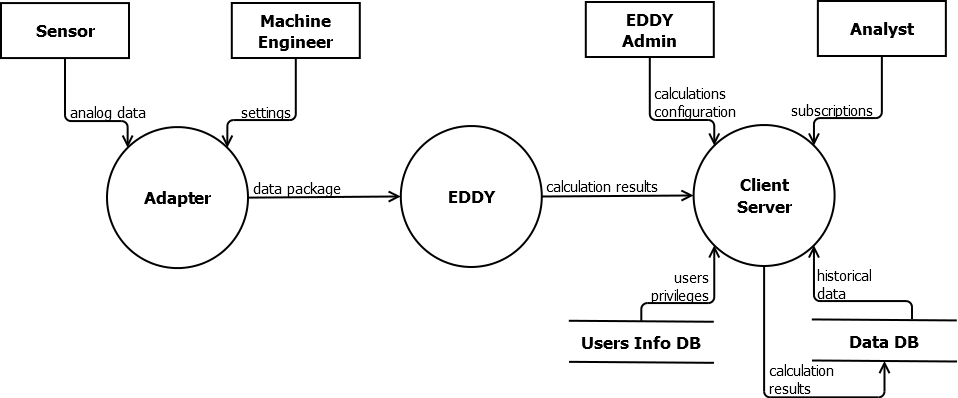 Sensor
Machine
Engineer
EDDY
Admin
Analyst
analog data
settings
calculations
configuration
subscriptions
Adapter
data package
EDDY
calculation results
Client
Server
users
privileges
historical
data
Users Info DB
Data DB
calculation
results